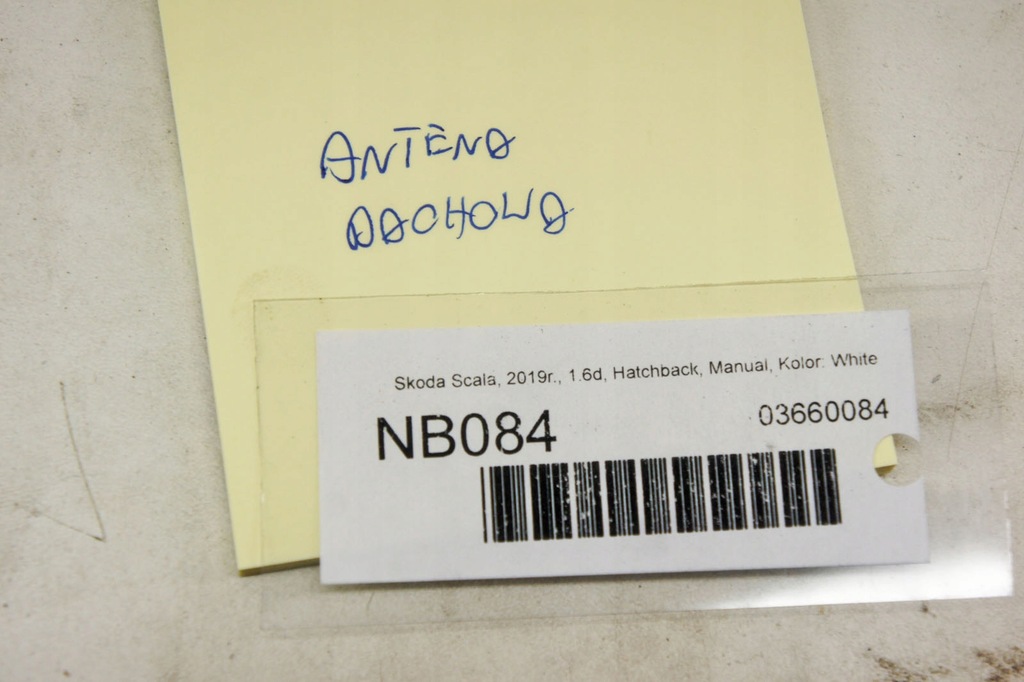 ANTENA
DACHOWA
Skoda Scala, 2019r., 1.6d, Hatchback, Manual, Kolor: White
NB084
03660084